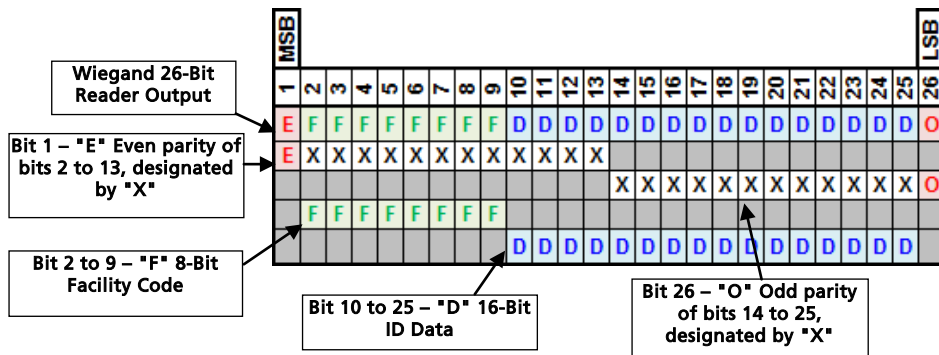 MSB LSB
1 2 3 4 5 6 7 8 9 10 11 12 13 14 15 16 17 18 19 20 21 22 23 24 25 26
Wiegand 26-Bit
Reader Output
E F F F F F F F F D D D D D D D D D D D D D D D D O
Bit 1 – "E" Even parity of
bits 2 to 13, designated
by "X"
E X X X X X X X X X X X X
X X X X X X X X X X X X O
F F F F F F F F
D D D D D D D D D D D D D D D D
Bit 2 to 9 – "F" 8-Bit
Facility Code
Bit 10 to 25 – "D" 16-Bit
ID Data
Bit 26 – "O" Odd parity
of bits 14 to 25,
designated by "X"